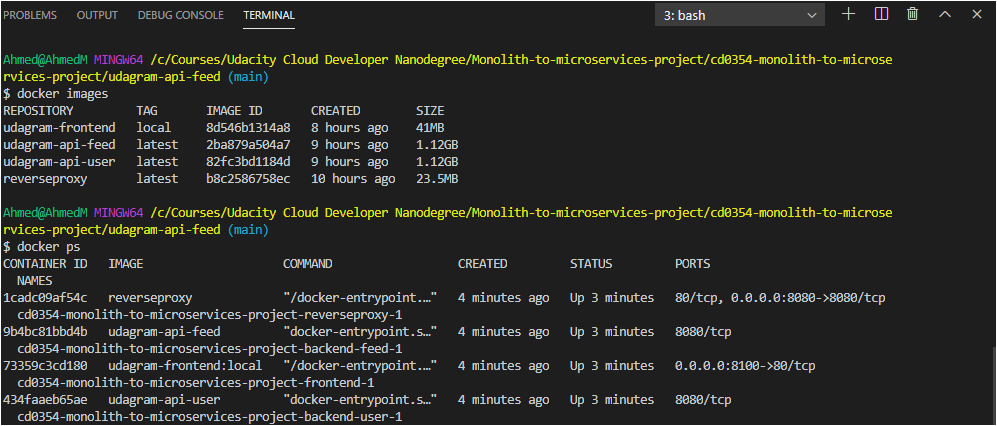 PROBLEMS OUTPUT DEBUG CONSOLE TERMINAL 3: bash
Ahmed@AhmedM MINGW64 /c/Courses/Udacity Cloud Developer Nanodegree/Monolith-to-microservices-project/cd0354-monolith-to-microse
rvices-project/udagram-api-feed (main)
$ docker images
REPOSITORY TAG IMAGE ID CREATED SIZE
udagram-frontend local 8d546b1314a8 8 hours ago 41MB
udagram-api-feed latest 2ba879a504a7 9 hours ago 1.12GB
udagram-api-user latest 82fc3bd1184d 9 hours ago 1.12GB
reverseproxy latest b8c2586758ec 10 hours ago 23.5MB
Ahmed@AhmedM MINGW64 /c/Courses/Udacity Cloud Developer Nanodegree/Monolith-to-microservices-project/cd0354-monolith-to-microse
rvices-project/udagram-api-feed (main)
$ docker ps
CONTAINER ID IMAGE COMMAND CREATED STATUS PORTS
NAMES
1cadc09af54c reverseproxy "/docker-entrypoint.…" 4 minutes ago Up 3 minutes 80/tcp, 0.0.0.0:8080->8080/tcp
cd0354-monolith-to-microservices-project-reverseproxy-1
9b4bc81bbd4b udagram-api-feed "docker-entrypoint.s…" 4 minutes ago Up 3 minutes 8080/tcp
cd0354-monolith-to-microservices-project-backend-feed-1
73359c3cd180 udagram-frontend:local "/docker-entrypoint.…" 4 minutes ago Up 3 minutes 0.0.0.0:8100->80/tcp
cd0354-monolith-to-microservices-project-frontend-1
434faaeb65ae udagram-api-user "docker-entrypoint.s…" 4 minutes ago Up 3 minutes 8080/tcp
cd0354-monolith-to-microservices-project-backend-user-1